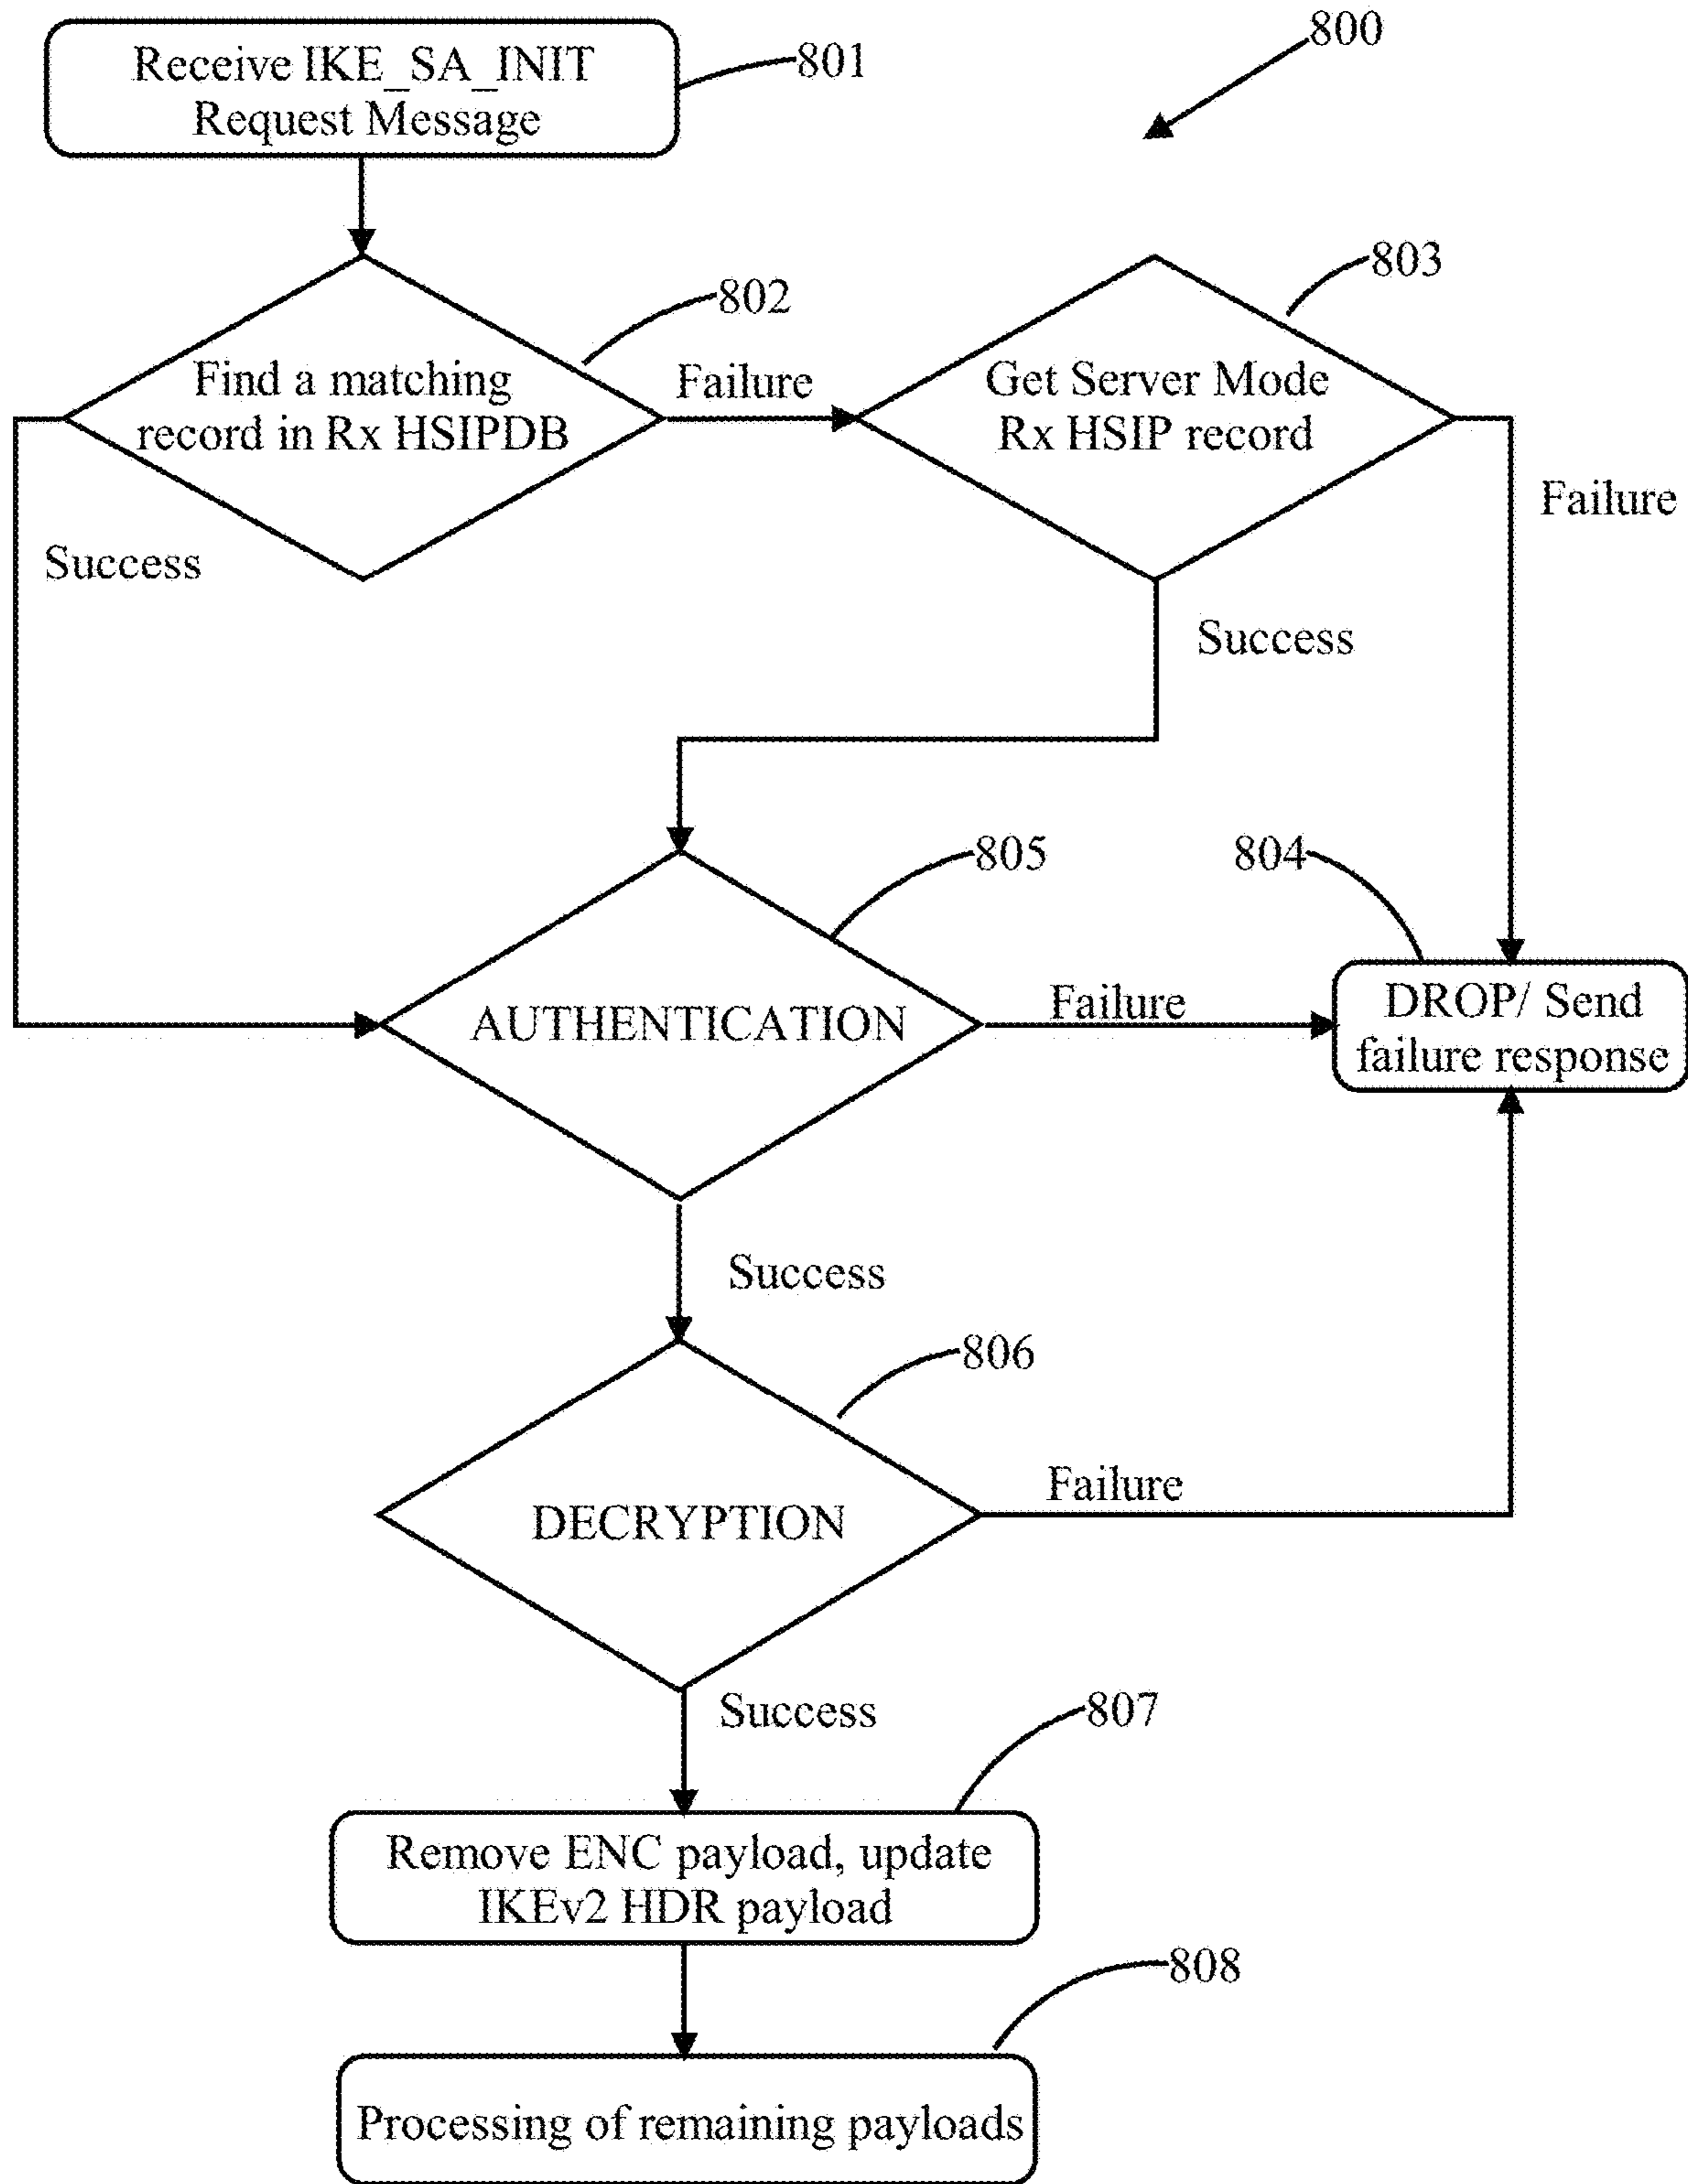 800
Receive IKE_SA_INIT
Request Message
801
802
803
Find a matching
record in Rx HSIPDB
Failure
Get Server Mode
Rx HSIP record
Failure
Success
Success
805
804
AUTHENTICATION
Failure
DROP/ Send
failure response
Success
806
DECRYPTION
Failure
Success
807
Remove ENC payload, update
IKEv2 HDR payload
808
Processing of remaining payloads